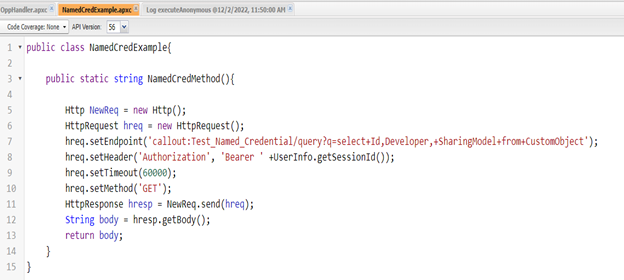 OppHandler.apxc NamedCredExample.apxc Log executeAnonymous @12/2/2022, 11:50:00 AM
Code Coverage: None API Version: 56
1 public class NamedCredExample{
2
3 public static string NamedCredMethod(){
4
5 Http NewReq = new Http();
6 HttpRequest hreq = new HttpRequest();
7 hreq.setEndpoint('callout:Test_Named_Credential/query?q=select+Id,Developer,+SharingModel+from+CustomObject');
8 hreq.setHeader('Authorization', 'Bearer ' +UserInfo.getSessionId());
9 hreq.setTimeout(60000);
10 hreq.setMethod('GET');
11 HttpResponse hresp = NewReq.send(hreq);
12 String body = hresp.getBody();
13 return body;
14 }
15 }